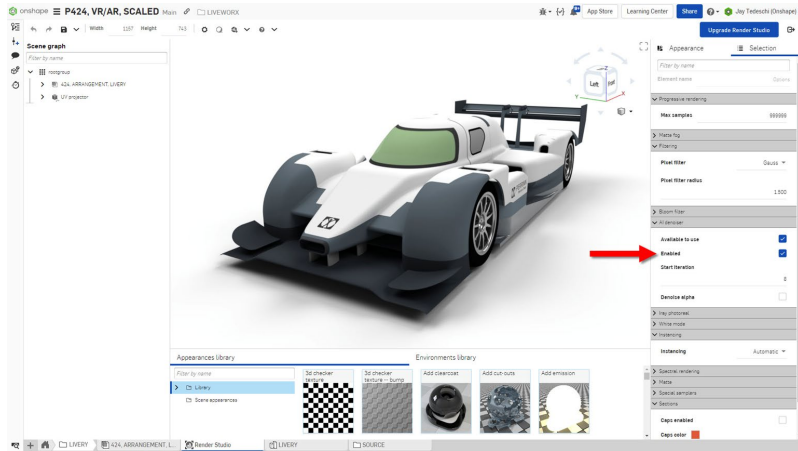 onshape P424, VR/AR, SCALED Main LIVEWORX
App Store Learning Center Share Jay Tedeschi (Onshape)
Width 1157 Height 743
Upgrade Render Studio
Scene graph
Filter by name
rootgroup
424, ARRANGEMENT, LIVERY
UV projector
Z
Left
Y
X
Appearance Selection
Filter by name
Element name Options
Progressive rendering
Max samples 999999
Matte fog
Filtering
Pixel filter Gauss
Pixel filter radius
1.500
Bloom filter
AI denoiser
Available to use
Enabled
Start iteration
8
Denoise alpha
Iray photoreal
White mode
Instancing
Instancing Automatic
Spectral rendering
Matte
Special samplers
Sections
Caps enabled
Caps color
Appearances library Environments library
Filter by name
Library
Scene appearances
3d checker texture
3d checker texture — bump
Add clearcoat
Add cut-outs
Add emission
LIVERY 424, ARRANGEMENT, L... Render Studio LIVERY SOURCE